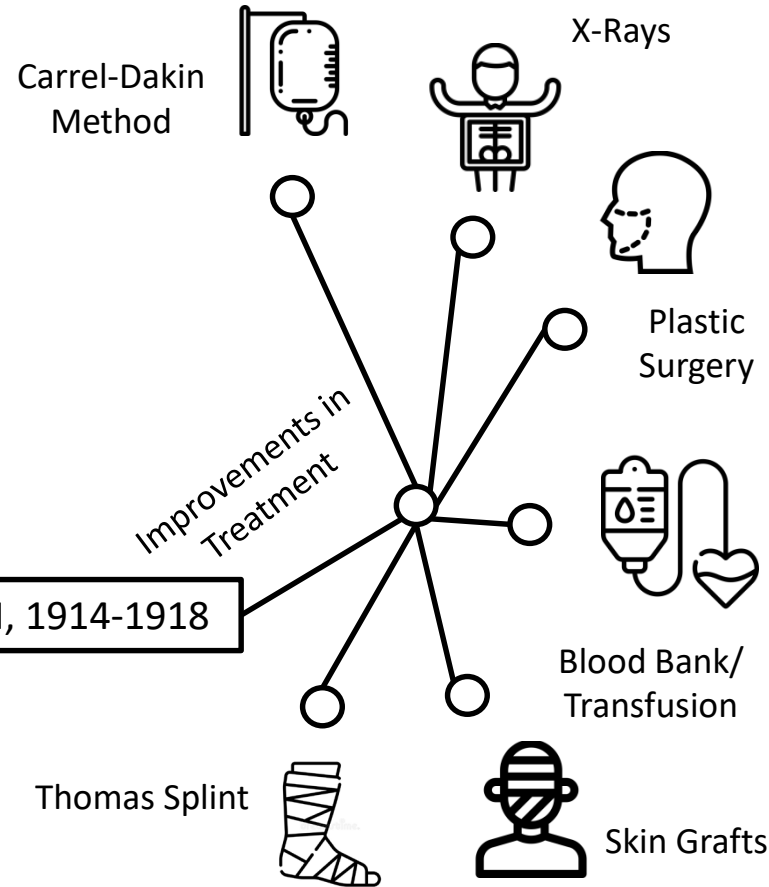 X-Rays
Carrel-Dakin
Method
Plastic
Surgery
Improvements in
Treatment
, 1914-1918
Blood Bank/
Transfusion
Thomas Splint
Skin Grafts